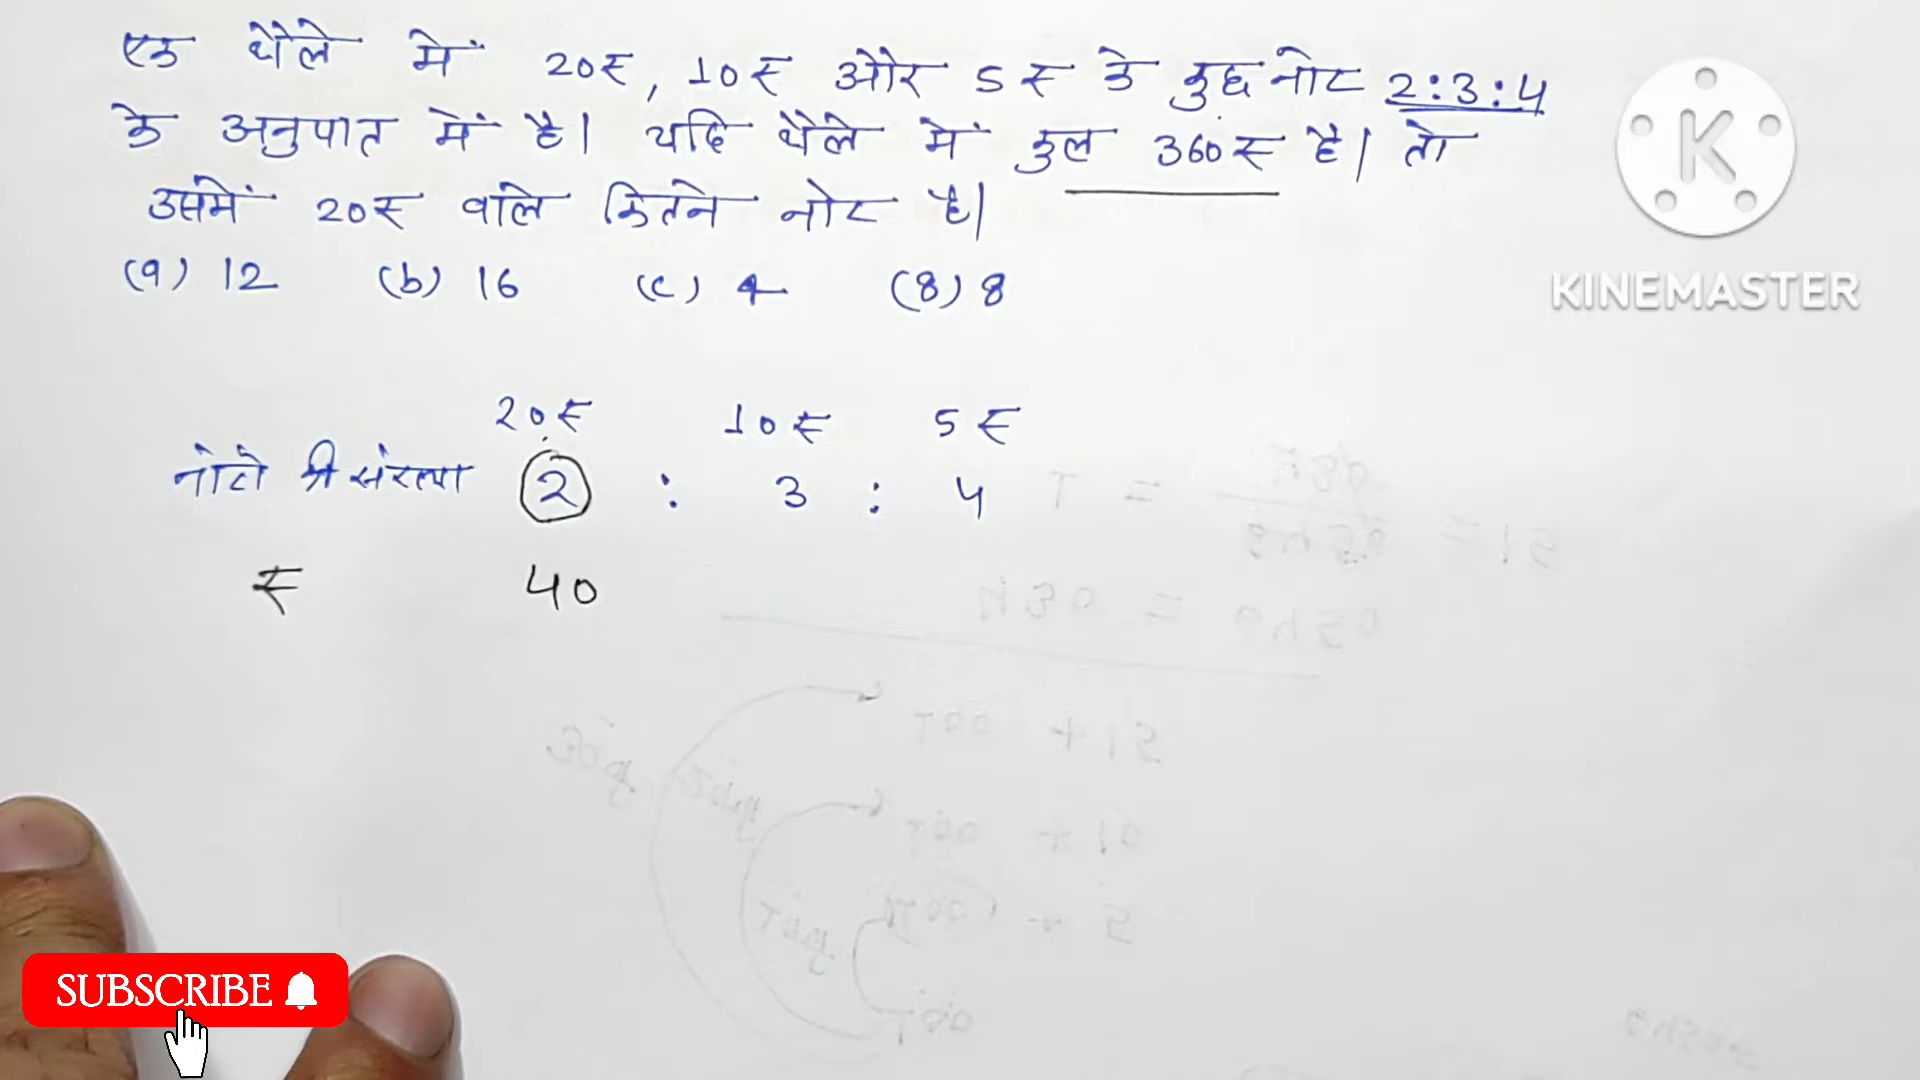 एक थैले में 20₹, 10₹ और 5₹ के कुछ नोट 2:3:4
के अनुपात में है। यदि थैले में कुल 360₹ है। तो
उसमें 20₹ वाले कितने नोट है।
(a) 12 (b) 16 (c) 4 (8) 8
KINEMASTER
20₹ 10₹ 5₹
नोटो की संख्या 2 : 3 : 4
₹ 40
SUBSCRIBE